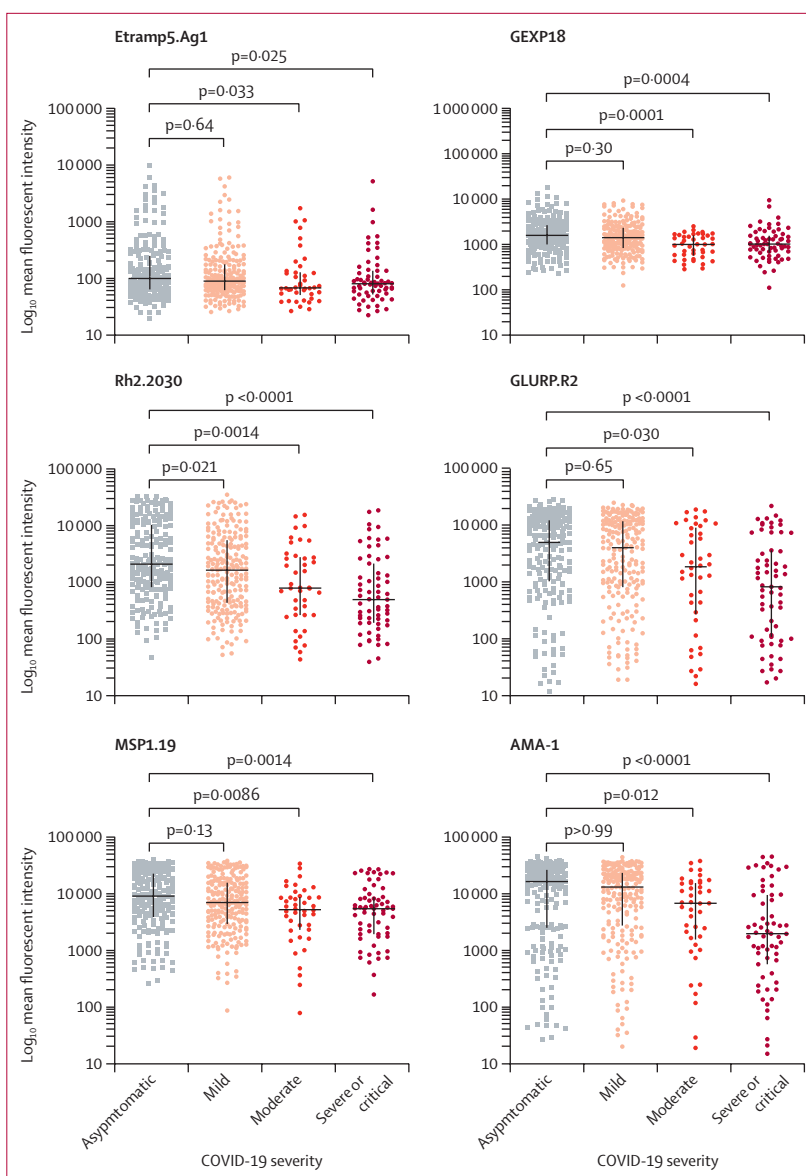 Etramp5.Ag1
p=0·025
p=0·033
p=0·64
Log10 mean fluorescent intensity
100 000
10 000
1000
100
10
GEXP18
p=0·0004
p=0·0001
p=0·30
1000 000
100 000
10 000
1000
100
10
Rh2.2030
p <0·0001
p=0·0014
p=0·021
Log10 mean fluorescent intensity
100 000
10 000
1000
100
10
GLURP.R2
p <0·0001
p=0·030
p=0·65
100 000
10 000
1000
100
10
MSP1.19
p=0·0014
p=0·0086
p=0·13
Log10 mean fluorescent intensity
100 000
10 000
1000
100
10
Asypmtomatic
Mild
Moderate
Severe or
critical
COVID-19 severity
AMA-1
p <0·0001
p=0·012
p>0·99
100 000
10 000
1000
100
10
Asypmtomatic
Mild
Moderate
Severe or
critical
COVID-19 severity